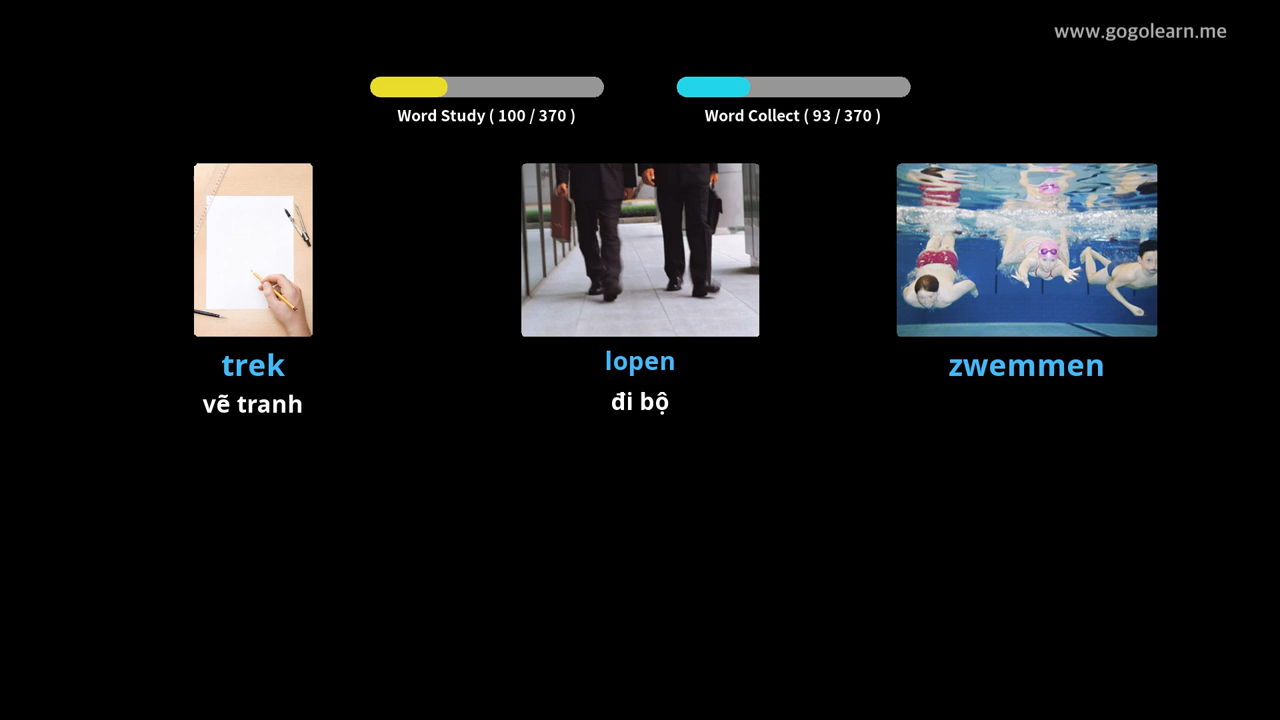 www.gogolearn.me
Word Study ( 100 / 370 )
Word Collect ( 93 / 370 )
trek
vẽ tranh
lopen
đi bộ
zwemmen